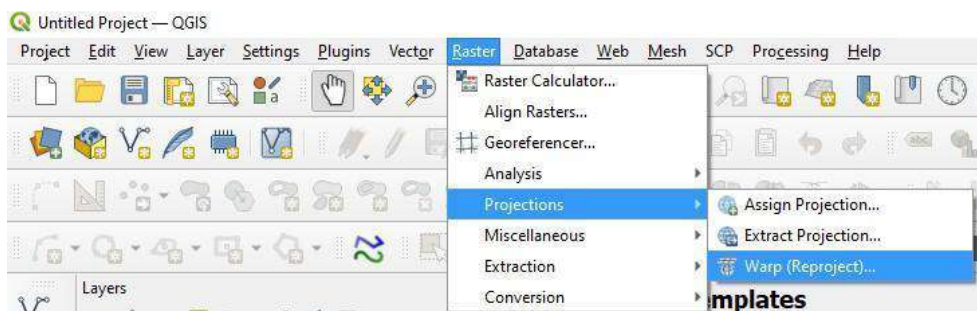 Untitled Project — QGIS
Project Edit View Layer Settings Plugins Vector Raster Database Web Mesh SCP Processing Help
Raster Calculator...
Align Rasters...
Georeferencer...
Analysis
Projections
Assign Projection...
Miscellaneous
Extract Projection...
Extraction
Warp (Reproject)...
Layers
Conversion
emplates